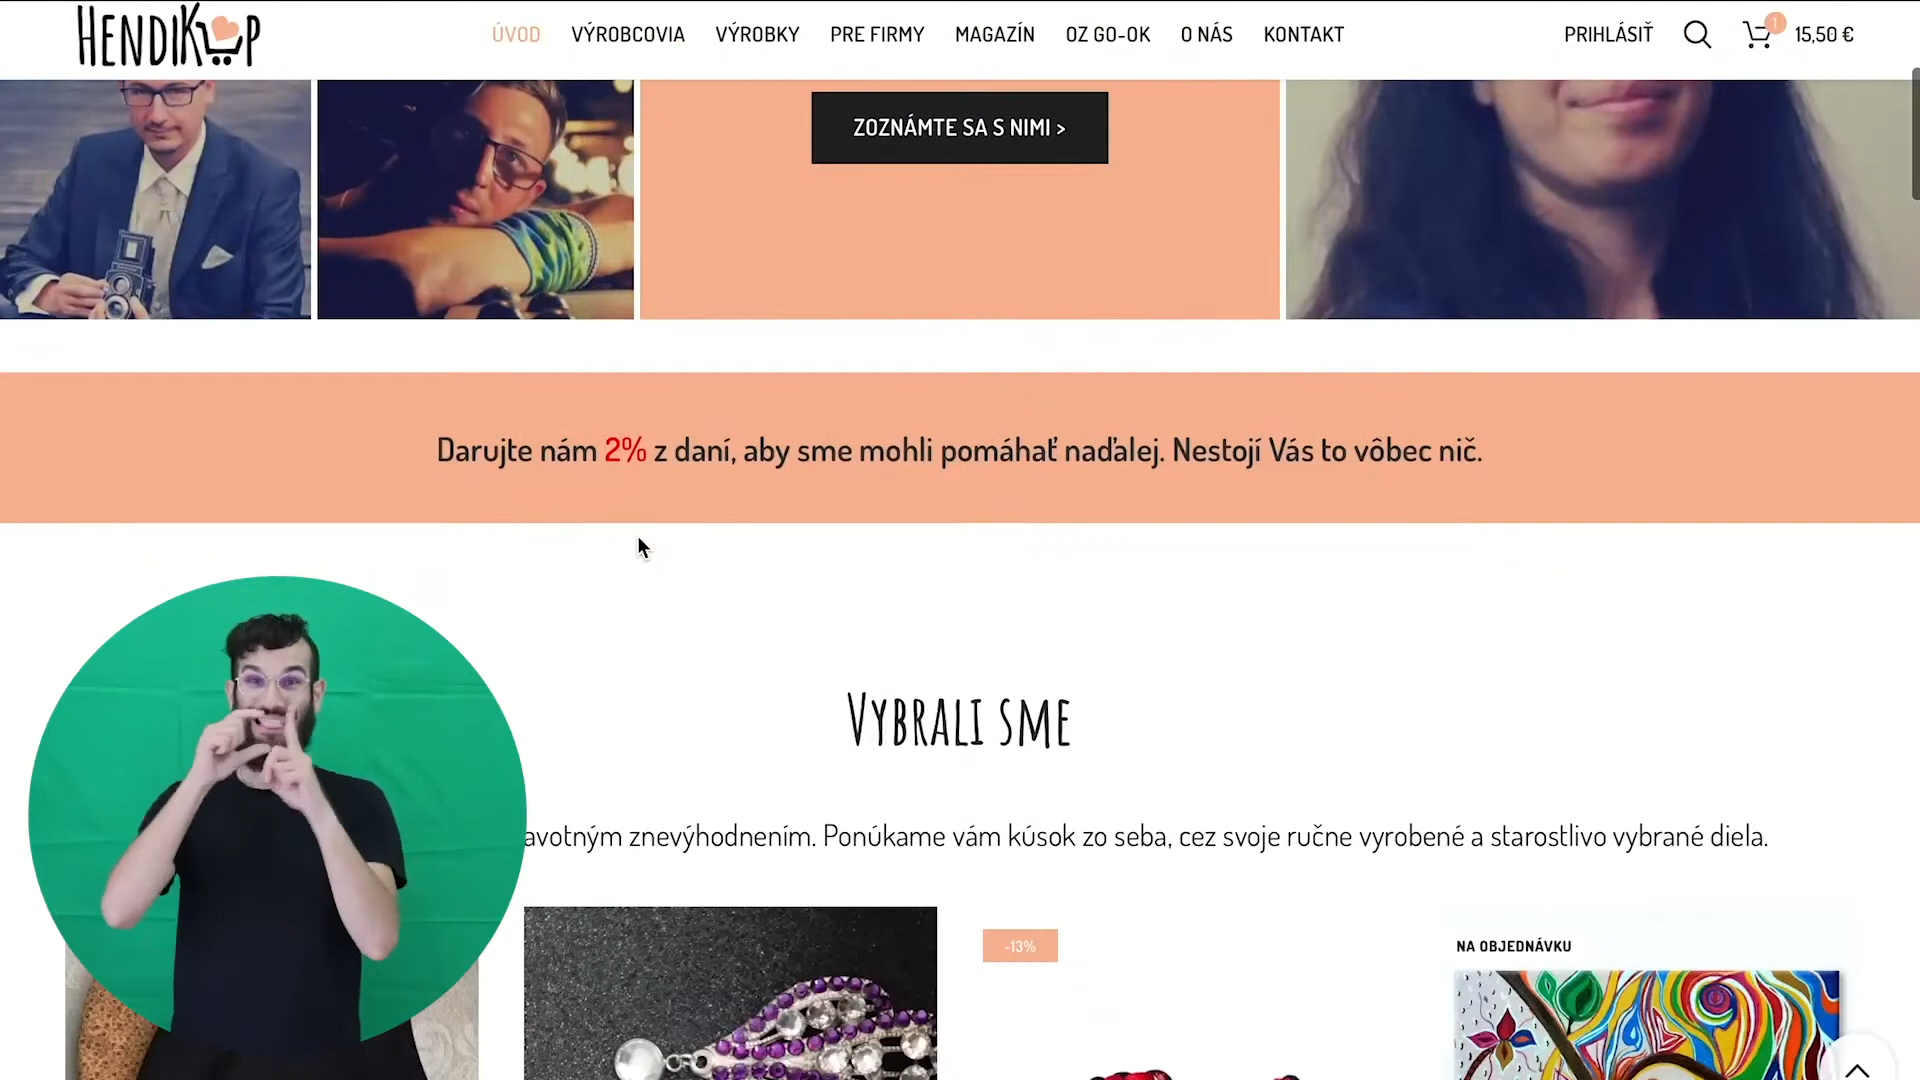 HENDIKUP
ÚVOD
VÝROBCOVIA
VÝROBKY
PRE FIRMY
MAGAZÍN
OZ GO-OK
O NÁS
KONTAKT
PRIHLÁSIŤ
1
15,50 €
ZOZNÁMTE SA S NIMI >
Darujte nám 2% z daní, aby sme mohli pomáhať naďalej. Nestojí Vás to vôbec nič.
VYBRALI SME
znevýhodnením. Ponúkame vám kúsok zo seba, cez svoje ručne vyrobené a starostlivo vybrané diela.
-13%
NA OBJEDNÁVKU